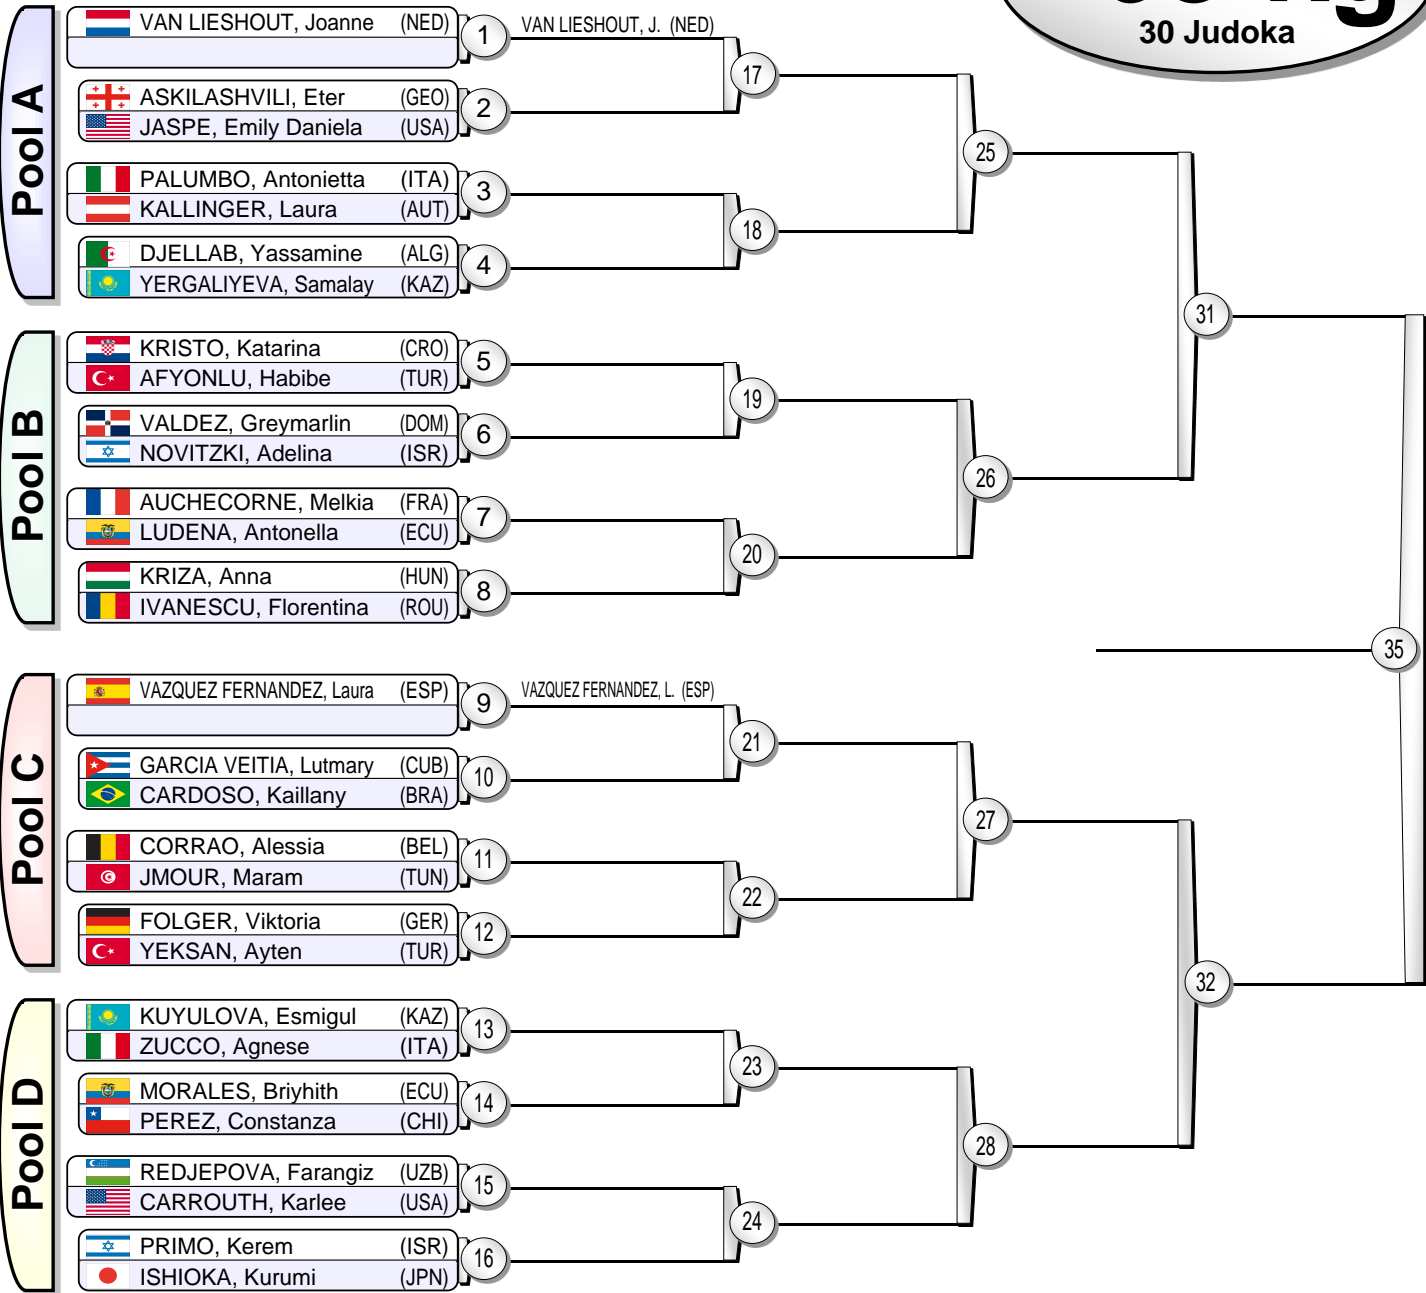 30 Judoka
Pool A
VAN LIESHOUT, Joanne (NED)
1
VAN LIESHOUT, J. (NED)
17
ASKILASHVILI, Eter (GEO)
JASPE, Emily Daniela (USA)
2
25
PALUMBO, Antonietta (ITA)
KALLINGER, Laura (AUT)
3
18
DJELLAB, Yassamine (ALG)
YERGALIYEVA, Samalay (KAZ)
4
31
Pool B
KRISTO, Katarina (CRO)
AFYONLU, Habibe (TUR)
5
19
VALDEZ, Greymarlin (DOM)
NOVITZKI, Adelina (ISR)
6
26
AUCHECORNE, Melkia (FRA)
LUDENA, Antonella (ECU)
7
20
KRIZA, Anna (HUN)
IVANESCU, Florentina (ROU)
8
35
Pool C
VAZQUEZ FERNANDEZ, Laura (ESP)
9
VAZQUEZ FERNANDEZ, L. (ESP)
21
GARCIA VEITIA, Lutmary (CUB)
CARDOSO, Kaillany (BRA)
10
27
CORRAO, Alessia (BEL)
JMOUR, Maram (TUN)
11
22
FOLGER, Viktoria (GER)
YEKSAN, Ayten (TUR)
12
32
Pool D
KUYULOVA, Esmigul (KAZ)
ZUCCO, Agnese (ITA)
13
23
MORALES, Briyhith (ECU)
PEREZ, Constanza (CHI)
14
28
REDJEPOVA, Farangiz (UZB)
CARROUTH, Karlee (USA)
15
24
PRIMO, Kerem (ISR)
ISHIOKA, Kurumi (JPN)
16